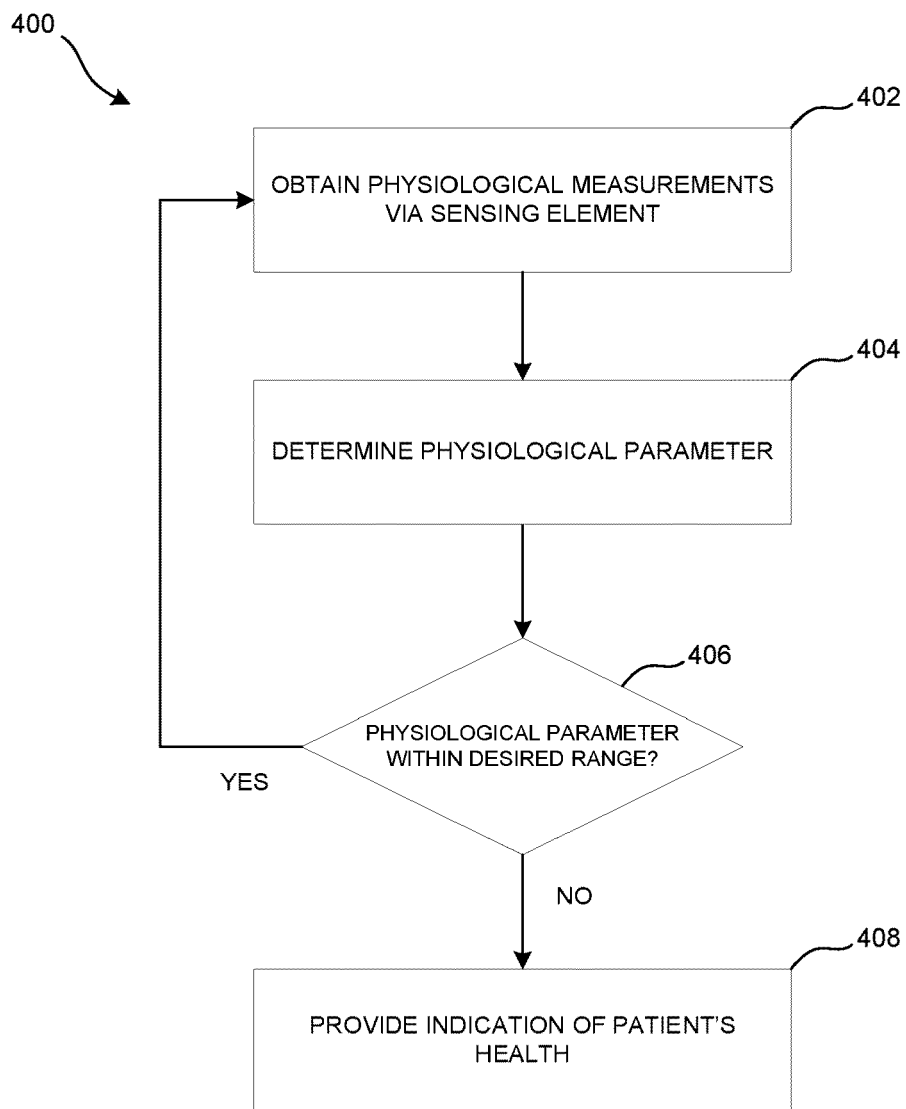 400
402
OBTAIN PHYSIOLOGICAL MEASUREMENTS
VIA SENSING ELEMENT
404
DETERMINE PHYSIOLOGICAL PARAMETER
406
PHYSIOLOGICAL PARAMETER
WITHIN DESIRED RANGE?
YES
NO
408
PROVIDE INDICATION OF PATIENT'S
HEALTH